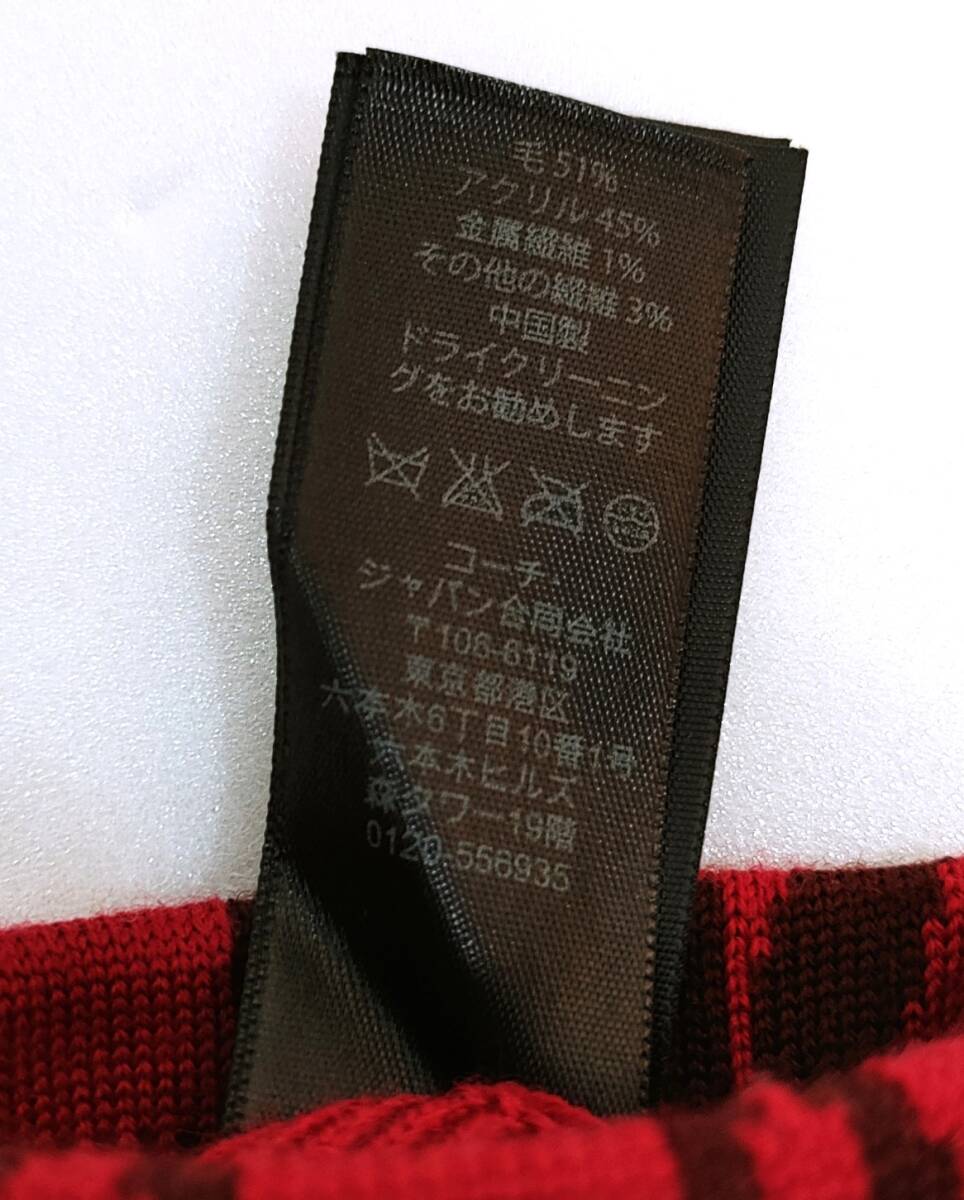 毛 51%
アクリル 45%
金属繊維 1%
その他の繊維 3%
中国製
ドライクリーニン
グをお勧めします
コーチ・
ジャパン合同会社
〒106-6119
東京都港区
六本木6丁目10番1号
六本木ヒルズ
森タワー19階
0120-556935